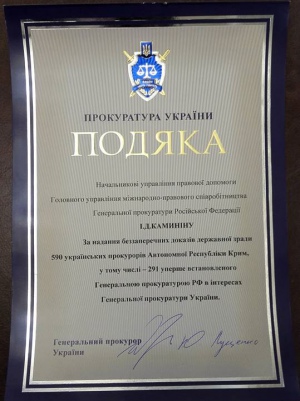 ПРОКУРАТУРА УКРАЇНИ
ПОДЯКА
Начальникові управління правової допомоги
Головного управління міжнародно-правового співробітництва
Генеральної прокуратури Російської Федерації
І.Д.КАМИНІНУ
За надання беззаперечних доказів державної зради
590 українських прокурорів Автономної Республіки Крим,
у тому числі – 291 уперше встановленого
Генеральною прокуратурою РФ в інтересах
Генеральної прокуратури України.
Генеральний прокурор
України
Ю Луценко